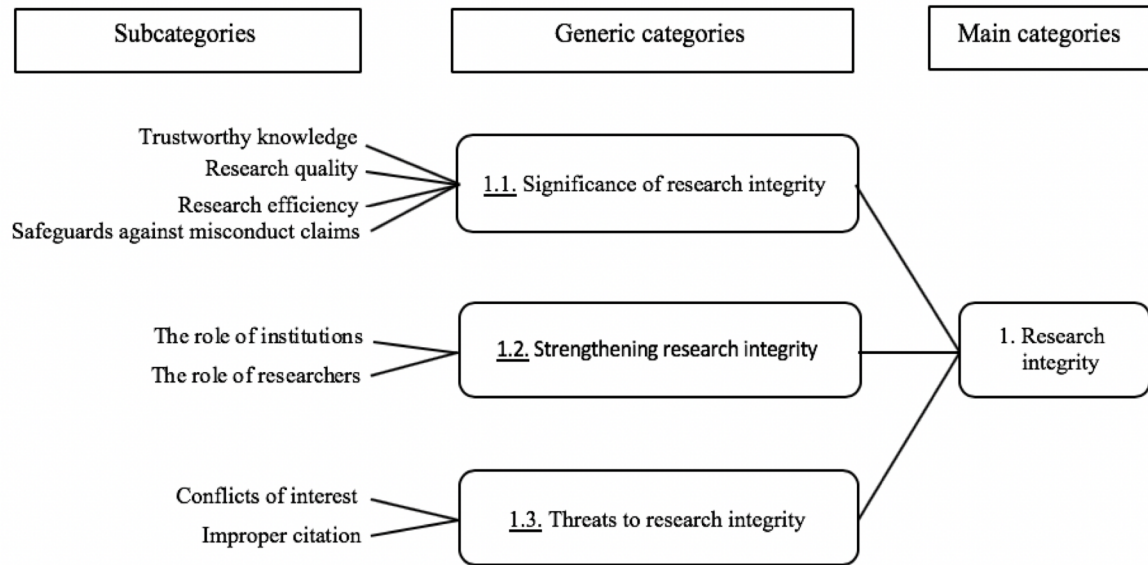 Subcategories
Generic categories
Main categories
Trustworthy knowledge
Research quality
Research efficiency
Safeguards against misconduct claims
1.1. Significance of research integrity
The role of institutions
The role of researchers
1.2. Strengthening research integrity
1. Research
integrity
Conflicts of interest
Improper citation
1.3. Threats to research integrity